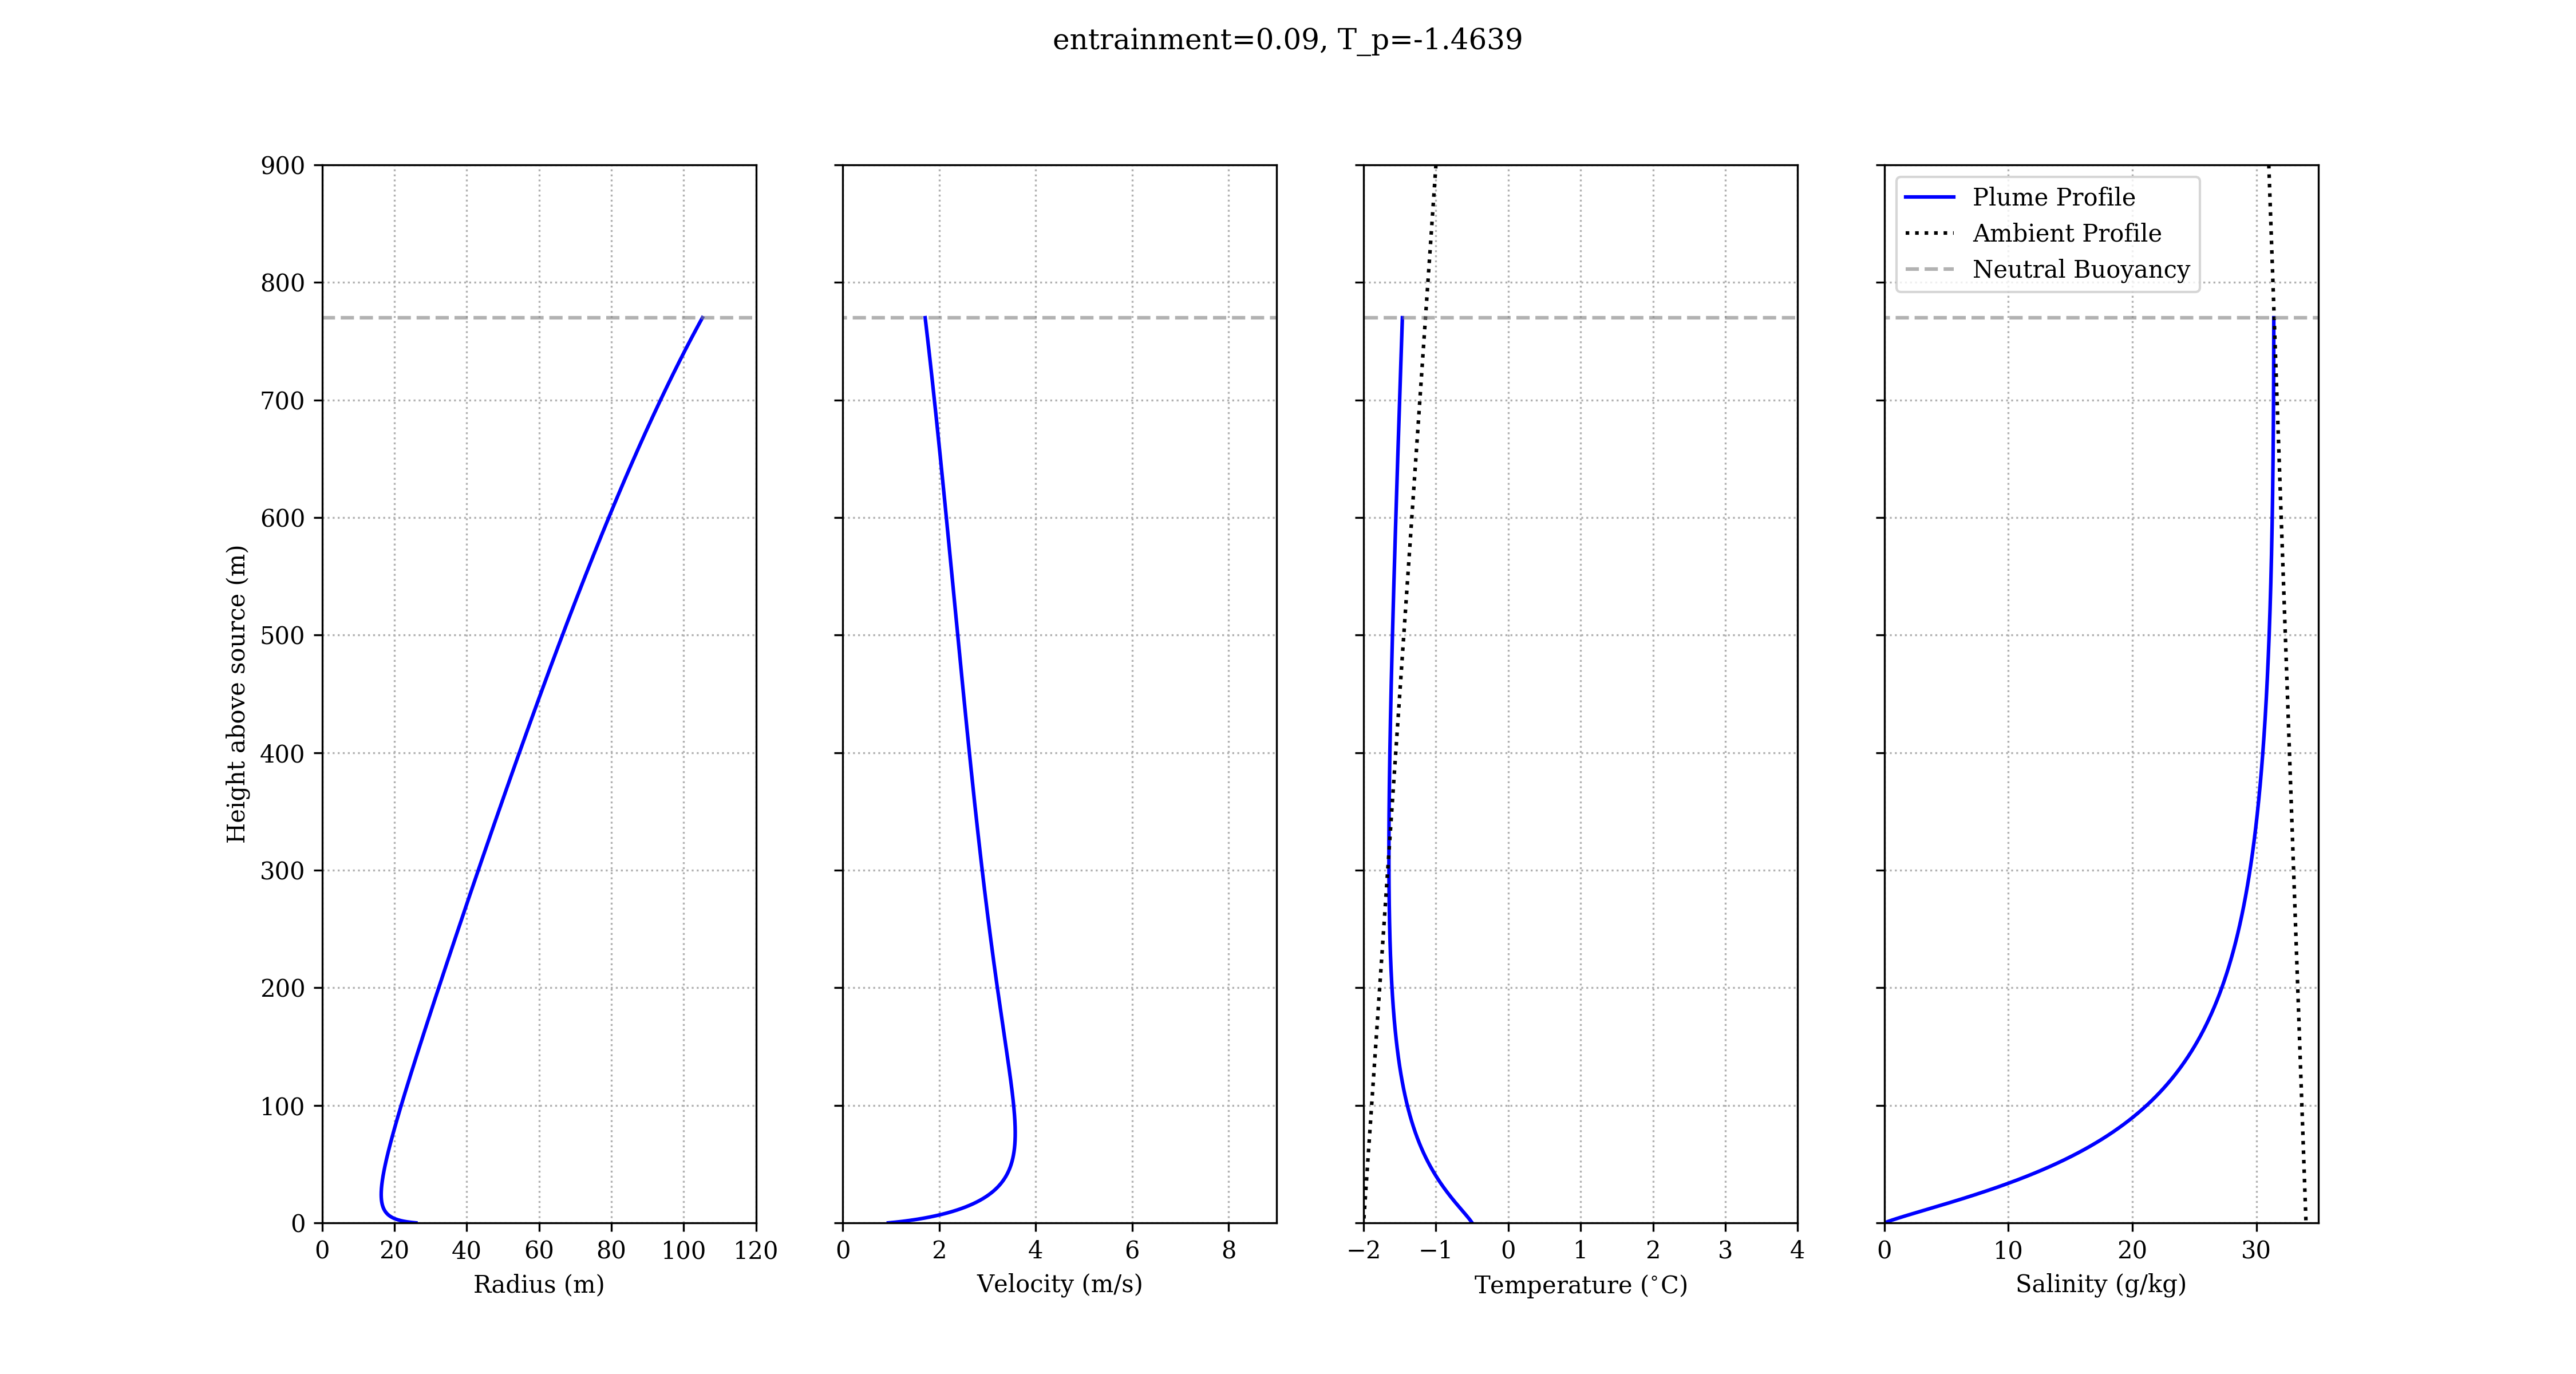 entrainment=0.09, T_p=-1.4639
Height above source (m)
900
800
700
600
500
400
300
200
100
0
0 20 40 60 80 100 120
Radius (m)
0 2 4 6 8
Velocity (m/s)
−2 −1 0 1 2 3 4
Temperature (°C)
Plume Profile
Ambient Profile
Neutral Buoyancy
0 10 20 30
Salinity (g/kg)